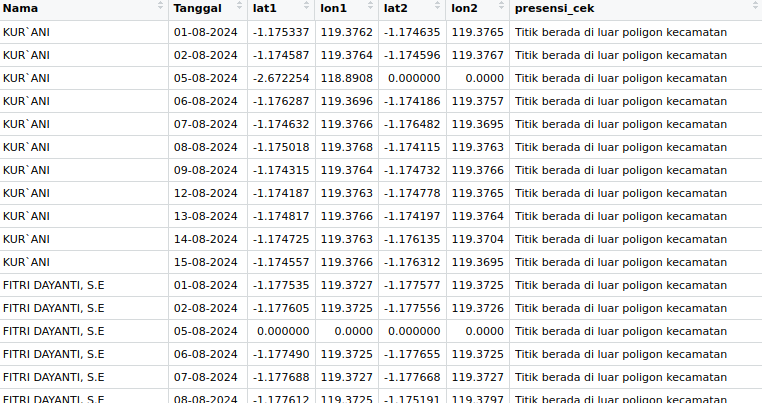 Nama Tanggal lat1 lon1 lat2 lon2 presensi_cek
KUR`ANI 01-08-2024 -1.175337 119.3762 -1.174635 119.3765 Titik berada di luar poligon kecamatan
KUR`ANI 02-08-2024 -1.174587 119.3764 -1.174596 119.3767 Titik berada di luar poligon kecamatan
KUR`ANI 05-08-2024 -2.672254 118.8908 0.000000 0.0000 Titik berada di luar poligon kecamatan
KUR`ANI 06-08-2024 -1.176287 119.3696 -1.174186 119.3757 Titik berada di luar poligon kecamatan
KUR`ANI 07-08-2024 -1.174632 119.3766 -1.176482 119.3695 Titik berada di luar poligon kecamatan
KUR`ANI 08-08-2024 -1.175018 119.3768 -1.174115 119.3763 Titik berada di luar poligon kecamatan
KUR`ANI 09-08-2024 -1.174315 119.3764 -1.174732 119.3766 Titik berada di luar poligon kecamatan
KUR`ANI 12-08-2024 -1.174187 119.3763 -1.174778 119.3765 Titik berada di luar poligon kecamatan
KUR`ANI 13-08-2024 -1.174817 119.3766 -1.174197 119.3764 Titik berada di luar poligon kecamatan
KUR`ANI 14-08-2024 -1.174725 119.3763 -1.176135 119.3704 Titik berada di luar poligon kecamatan
KUR`ANI 15-08-2024 -1.174557 119.3766 -1.176312 119.3695 Titik berada di luar poligon kecamatan
FITRI DAYANTI, S.E 01-08-2024 -1.177535 119.3727 -1.177577 119.3725 Titik berada di luar poligon kecamatan
FITRI DAYANTI, S.E 02-08-2024 -1.177605 119.3727 -1.177556 119.3726 Titik berada di luar poligon kecamatan
FITRI DAYANTI, S.E 05-08-2024 0.000000 0.0000 0.000000 0.0000 Titik berada di luar poligon kecamatan
FITRI DAYANTI, S.E 06-08-2024 -1.177490 119.3725 -1.177655 119.3725 Titik berada di luar poligon kecamatan
FITRI DAYANTI, S.E 07-08-2024 -1.177688 119.3727 -1.177668 119.3727 Titik berada di luar poligon kecamatan
FITRI DAYANTI, S.E 08-08-2024 -1.177612 119.3725 -1.175191 119.3797 Titik berada di luar poligon kecamatan